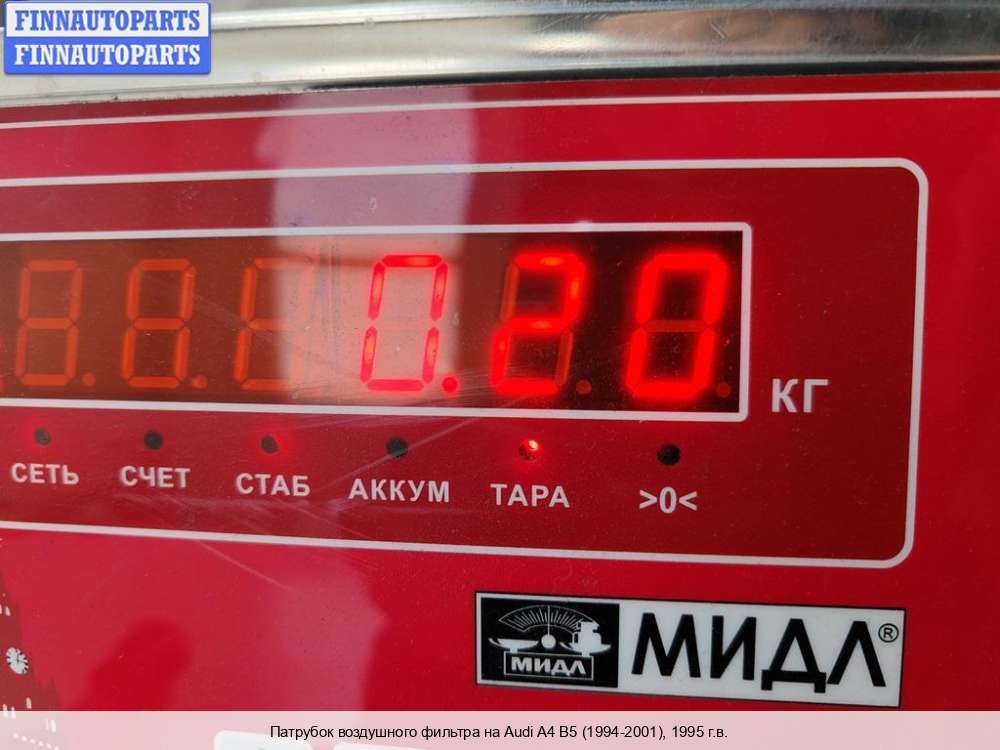 FINNAUTOPARTS
FINNAUTOPARTS
0.20
КГ
СЕТЬ СЧЕТ СТАБ АККУМ ТАРА >0<
МИДЛ МИДЛ®
Патрубок воздушного фильтра на Audi A4 B5 (1994-2001), 1995 г.в.